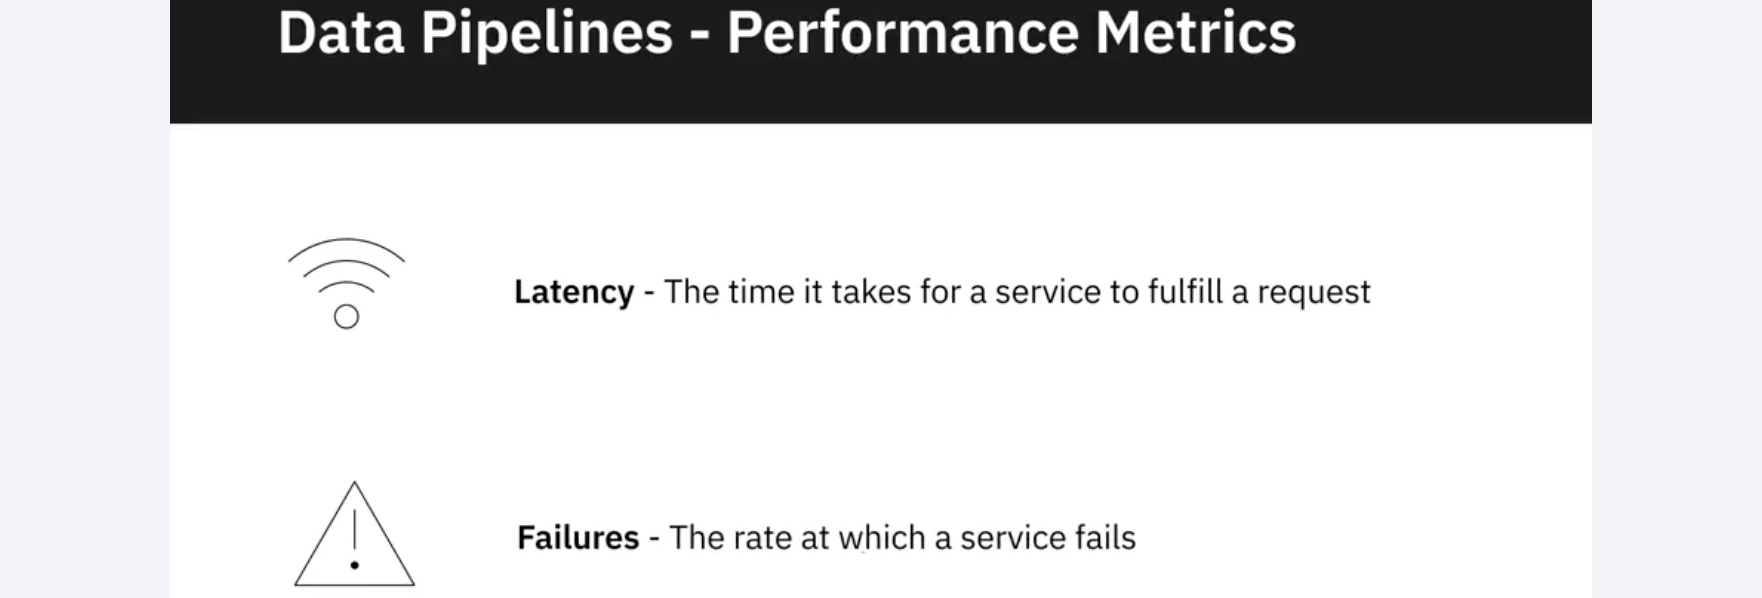 Data Pipelines - Performance Metrics
Latency - The time it takes for a service to fulfill a request
Failures - The rate at which a service fails